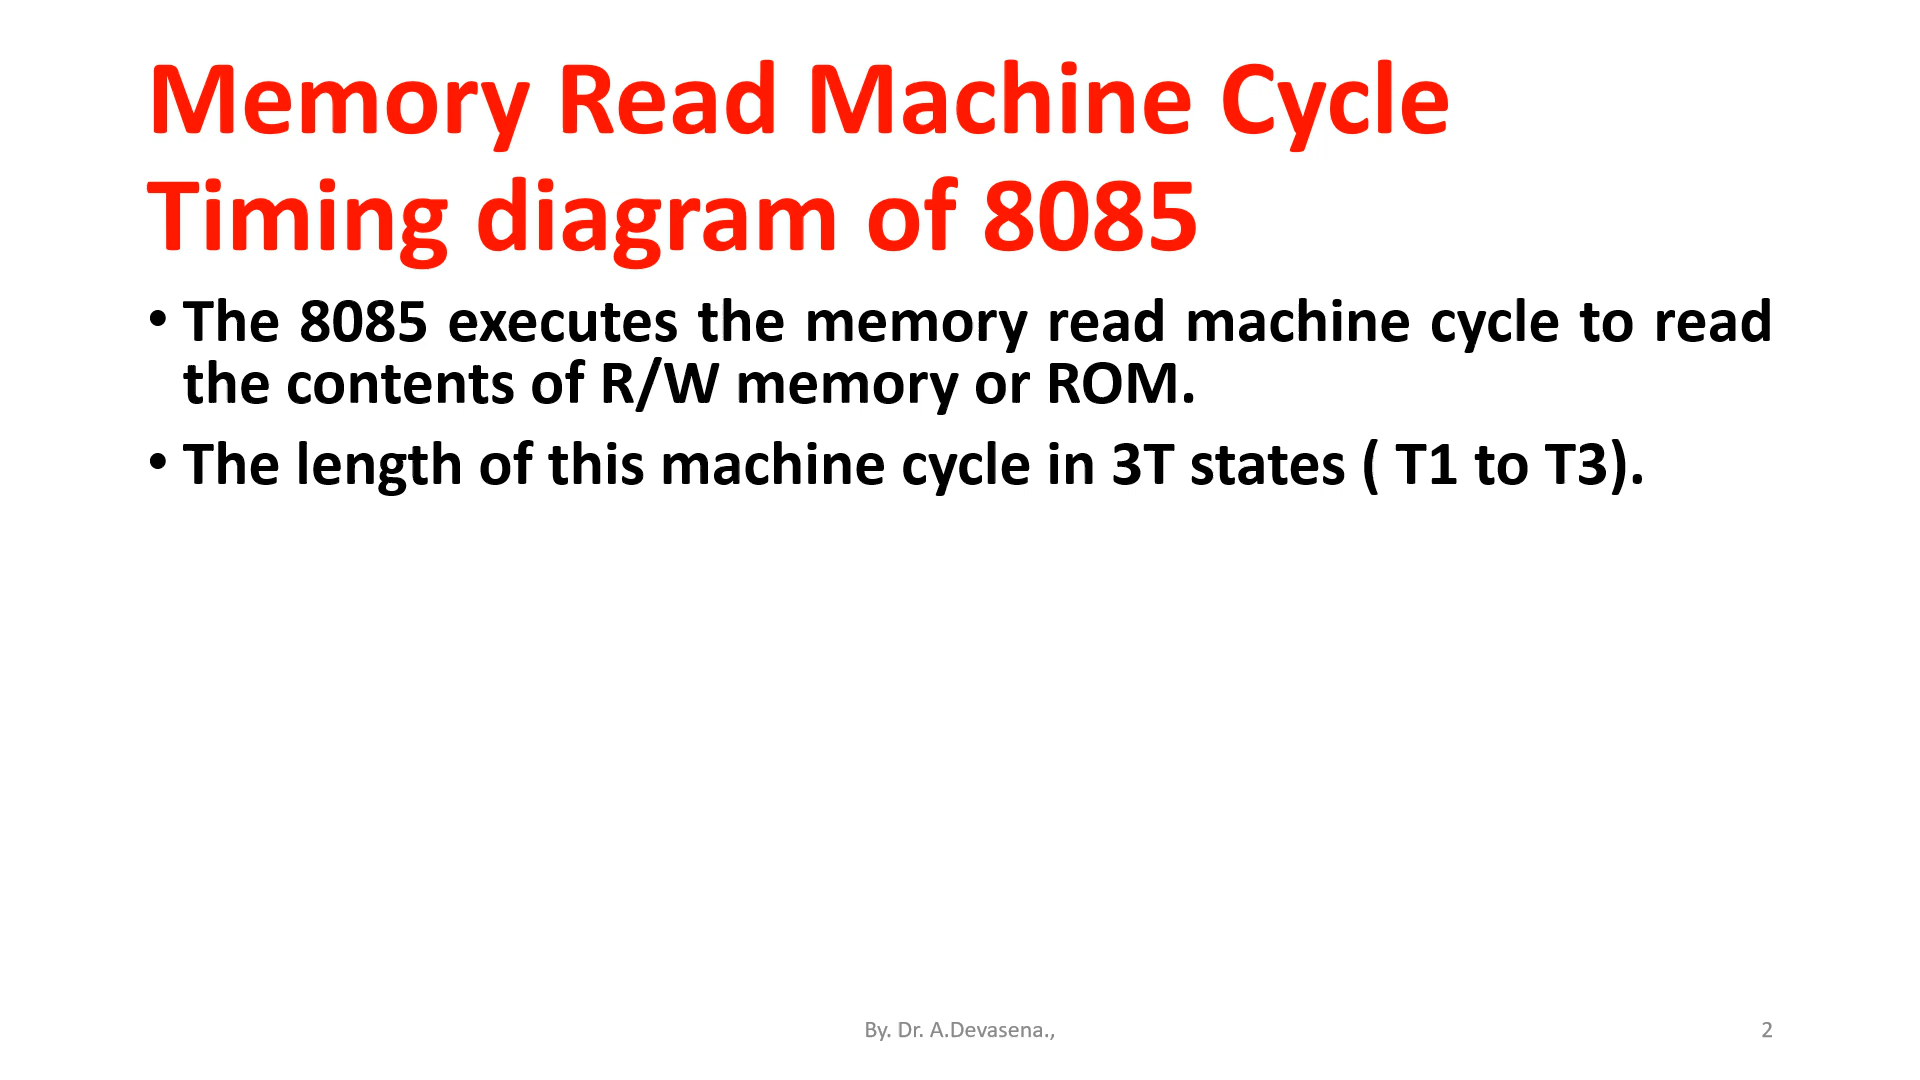 Memory Read Machine Cycle
Timing diagram of 8085
• The 8085 executes the memory read machine cycle to read
the contents of R/W memory or ROM.
• The length of this machine cycle in 3T states ( T1 to T3).
By. Dr. A.Devasena.,
2